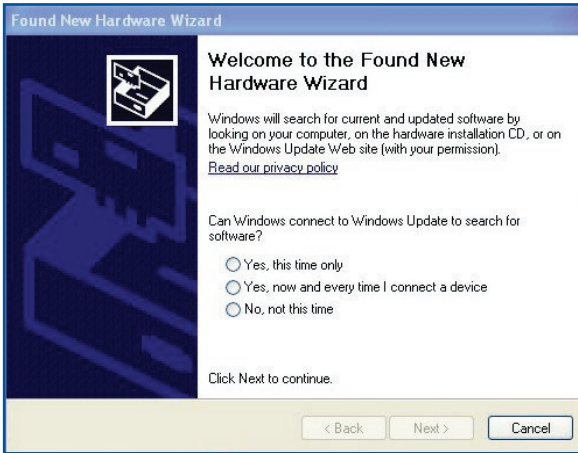 Found New Hardware Wizard
Welcome to the Found New
Hardware Wizard
Windows will search for current and updated software by
looking on your computer, on the hardware installation CD, or on
the Windows Update Web site (with your permission).
Read our privacy policy
Can Windows connect to Windows Update to search for
software?
Yes, this time only
Yes, now and every time I connect a device
No, not this time
Click Next to continue.
< Back
Next >
Cancel